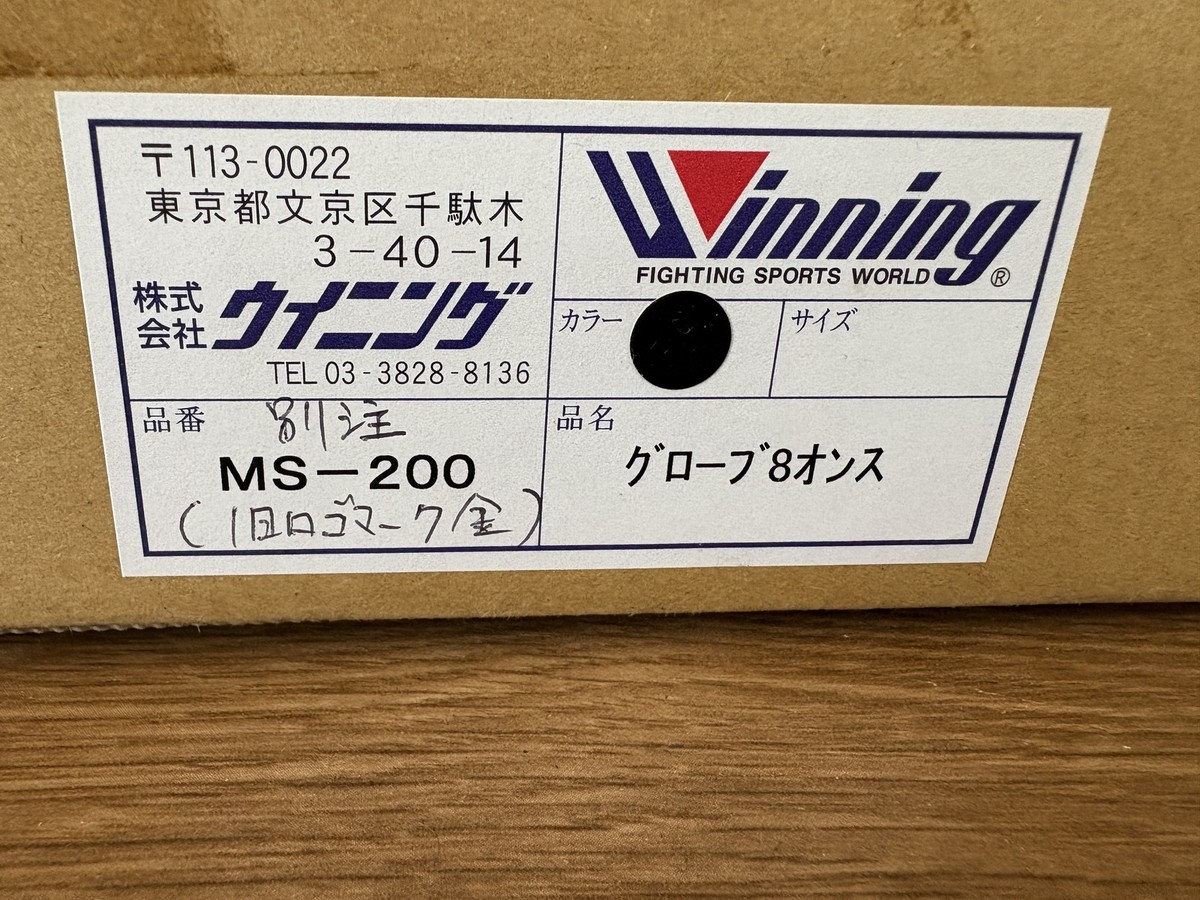 〒113-0022
東京都文京区千駄木
3-40-14
株式会社 ウイニング
TEL 03-3828-8136
Winning®
FIGHTING SPORTS WORLD
カラー
サイズ
品番
別注
MS-200
(旧ロゴマーク/金)
品名
グローブ8オンス